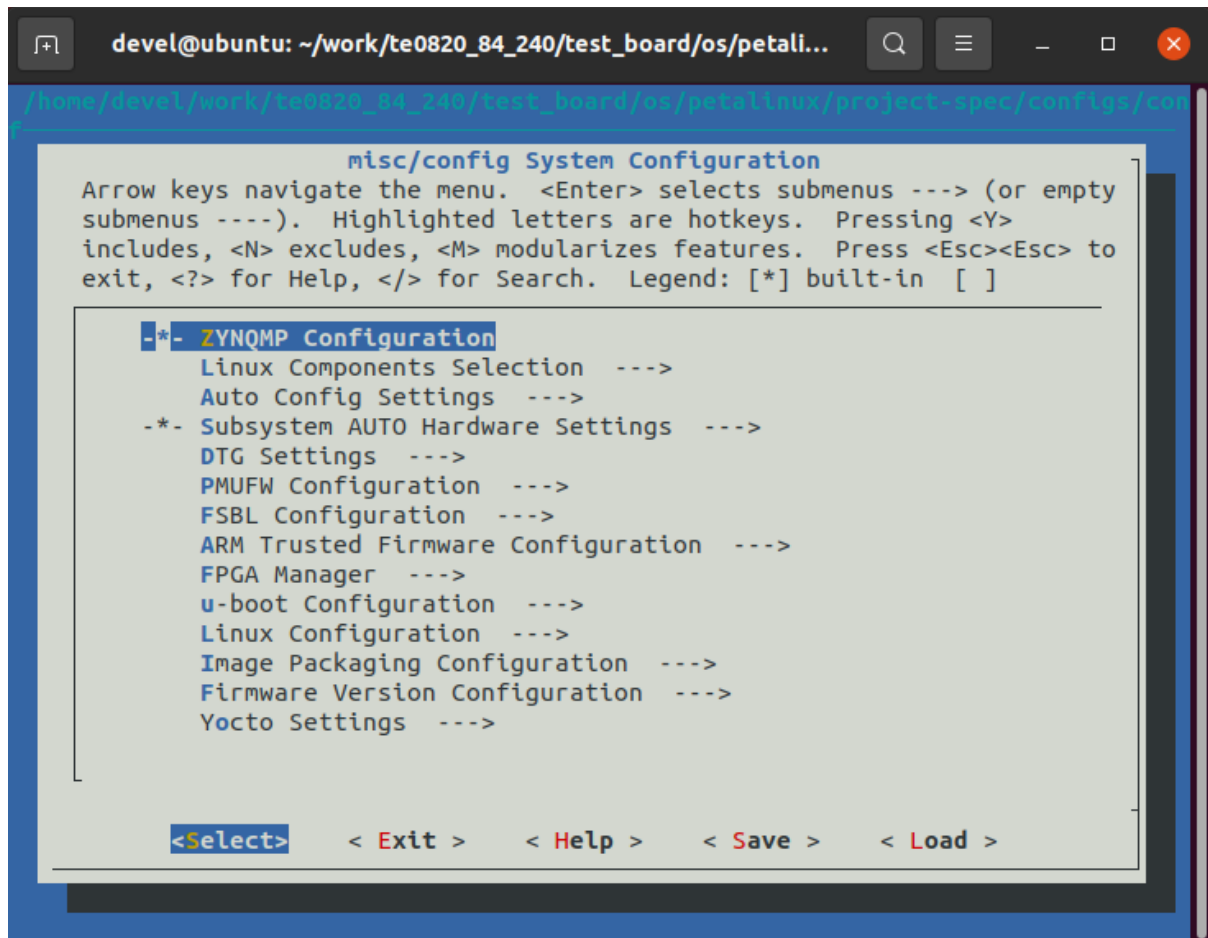 devel@ubuntu: ~/work/te0820_84_240/test_board/os/petali...
/home/devel/work/te0820_84_240/test_board/os/petalinux/project-spec/configs/con
f
misc/config System Configuration
Arrow keys navigate the menu.  <Enter> selects submenus ---> (or empty
submenus ----).  Highlighted letters are hotkeys.  Pressing <Y>
includes, <N> excludes, <M> modularizes features.  Press <Esc><Esc> to
exit, <?> for Help, </> for Search.  Legend: [*] built-in  [ ]
-*- ZYNQMP Configuration
Linux Components Selection  --->
Auto Config Settings  --->
-*- Subsystem AUTO Hardware Settings  --->
DTG Settings  --->
PMUFW Configuration  --->
FSBL Configuration  --->
ARM Trusted Firmware Configuration  --->
FPGA Manager  --->
u-boot Configuration  --->
Linux Configuration  --->
Image Packaging Configuration  --->
Firmware Version Configuration  --->
Yocto Settings  --->
<Select>    < Exit >    < Help >    < Save >    < Load >